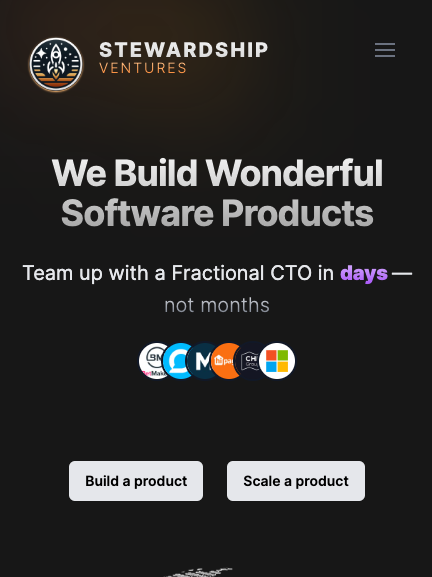 STEWARDSHIP
VENTURES
We Build Wonderful
Software Products
Team up with a Fractional CTO in days —
not months
Build a product
Scale a product